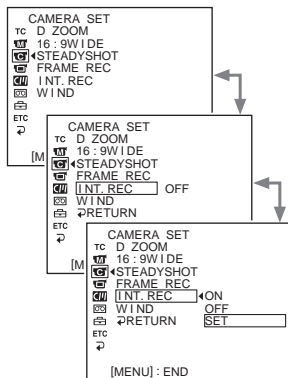 CAMERA SET
TC D ZOOM
16 : 9WIDE
STEADYSHOT
FRAME REC
INT. REC
WIND
ETC
[M
CAMERA SET
TC D ZOOM
16 : 9WIDE
STEADYSHOT
FRAME REC
INT. REC OFF
WIND
RETURN
ETC
[M
CAMERA SET
TC D ZOOM
16 : 9WIDE
STEADYSHOT
FRAME REC
INT. REC ON
WIND OFF
RETURN SET
ETC
[MENU] : END